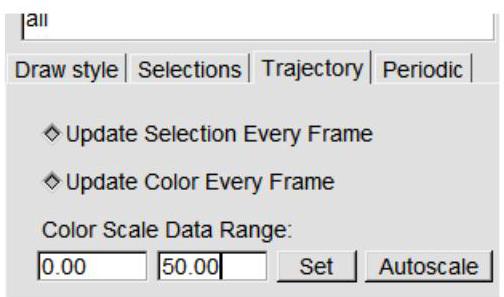 all
Draw style Selections Trajectory Periodic
Update Selection Every Frame
Update Color Every Frame
Color Scale Data Range:
0.00 50.00 Set Autoscale